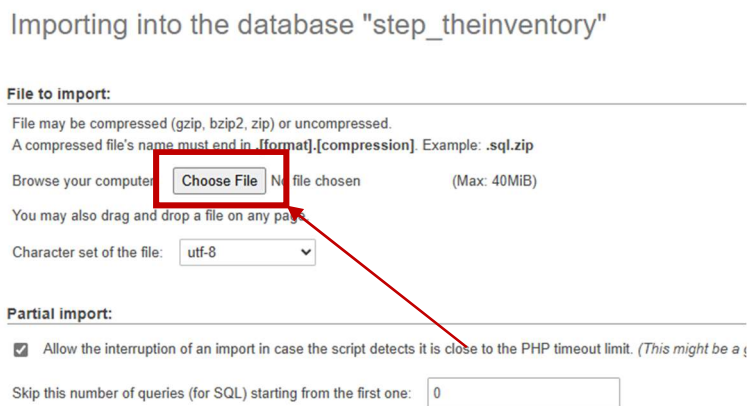 Importing into the database "step_theinventory"
File to import:
File may be compressed (gzip, bzip2, zip) or uncompressed.
A compressed file's name must end in .[format].[compression]. Example: .sql.zip
Browse your computer: Choose File No file chosen (Max: 40MiB)
You may also drag and drop a file on any page.
Character set of the file: utf-8
Partial import:
Allow the interruption of an import in case the script detects it is close to the PHP timeout limit. (This might be a g
Skip this number of queries (for SQL) starting from the first one: 0